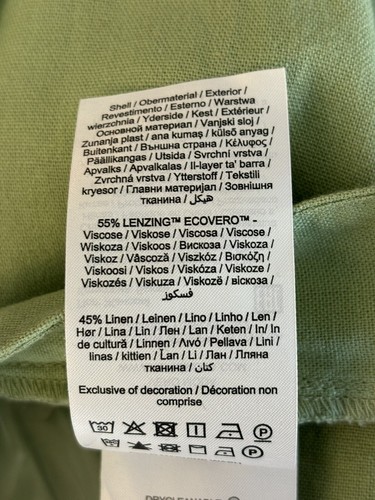 Shell / Obermaterial / Exterior /
Revestimento / Esterno / Warstwa
wierzchnia / Yderside / Kest / Extérieur /
Основной материал / Vanjski sloj /
Zunanja plast / ana kumaş / külső anyag /
Buitenkant / Външна страна / Κέλυφος /
Päällikangas / Utsida / Svrchní vrstva /
Apvalks / Apvalkalas / Il-layer ta' barra /
Zvrchná vrstva / Ytterstoff / Tekstili
kryesor / Главни материјал / Зовнішня
тканина / هيكل
55% LENZING™ ECOVERO™ -
Viscose / Viskose / Viscosa / Viscose /
Wiskoza / Viskoos / Вискоза / Viskoza /
Viskoz / Vâscoză / Viszkóz / Βισκόζη /
Viskoosi / Viskos / Viskóza / Viskoze /
Viskozės / Viskuza / Viskozë / віскоза /
فسكوز
45% Linen / Leinen / Lino / Linho / Len /
Hør / Lina / Lin / Лен / Lan / Keten / In/ In
de cultură / Linnen / Λινό / Pellava / Lini /
linas / kittien / Ľan / Li / Лан / Лляна
тканина / كتان
Exclusive of decoration / Décoration non
comprise
30 P
P
DRYCLEANABLE